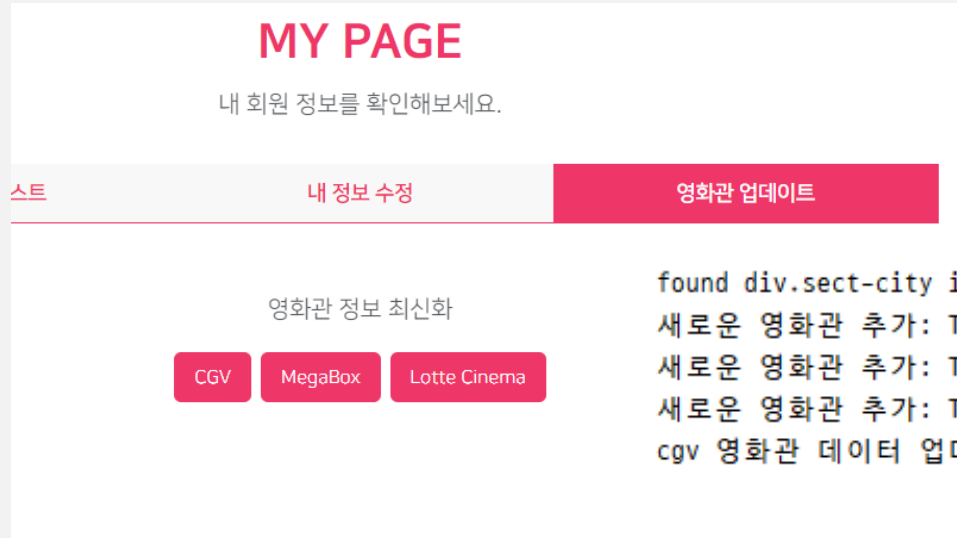 MY PAGE
내 회원 정보를 확인해보세요.
스트
내 정보 수정
영화관 업데이트
영화관 정보 최신화
CGV
MegaBox
Lotte Cinema
found div.sect-city
새로운 영화관 추가:
새로운 영화관 추가:
새로운 영화관 추가:
cgv 영화관 데이터